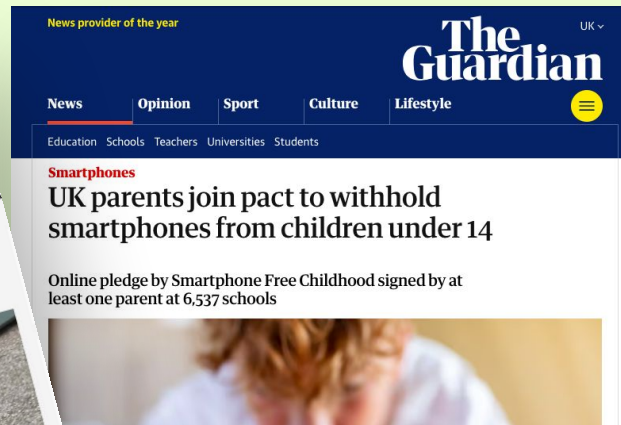 News provider of the year
UK
The
Guardian
News Opinion Sport Culture Lifestyle
Education Schools Teachers Universities Students
Smartphones
UK parents join pact to withhold
smartphones from children under 14
Online pledge by Smartphone Free Childhood signed by at
least one parent at 6,537 schools